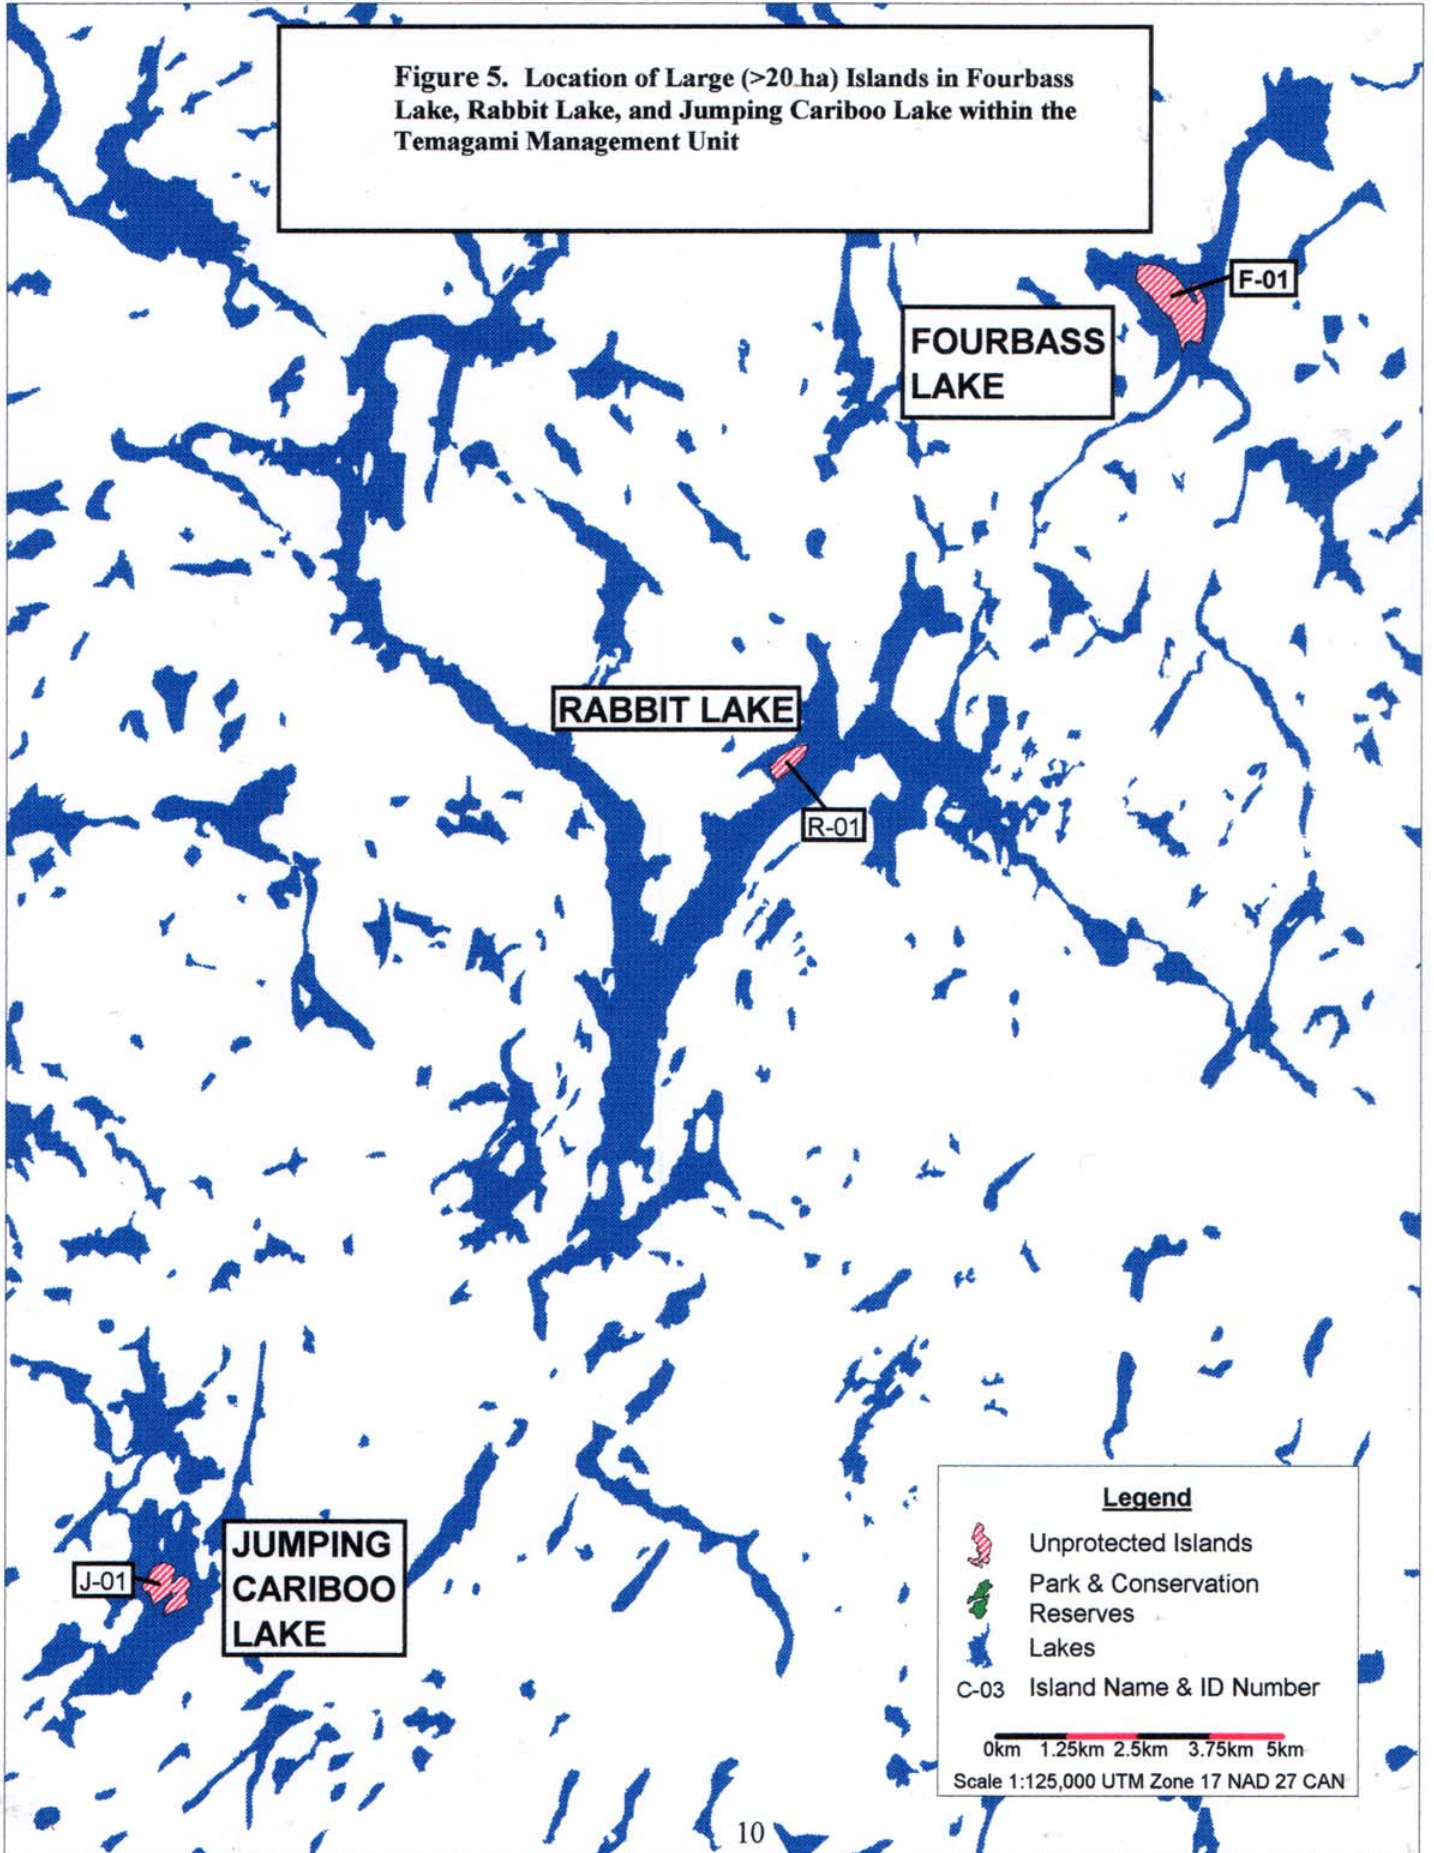 Figure 5. Location of Large (>20 ha) Islands in Fourbass
Lake, Rabbit Lake, and Jumping Cariboo Lake within the
Temagami Management Unit
F-01
FOURBASS
LAKE
RABBIT LAKE
R-01
JUMPING
CARIBOO
LAKE
J-01
Legend
Unprotected Islands
Park & Conservation
Reserves
Lakes
C-03 Island Name & ID Number
0km 1.25km 2.5km 3.75km 5km
Scale 1:125,000 UTM Zone 17 NAD 27 CAN
10